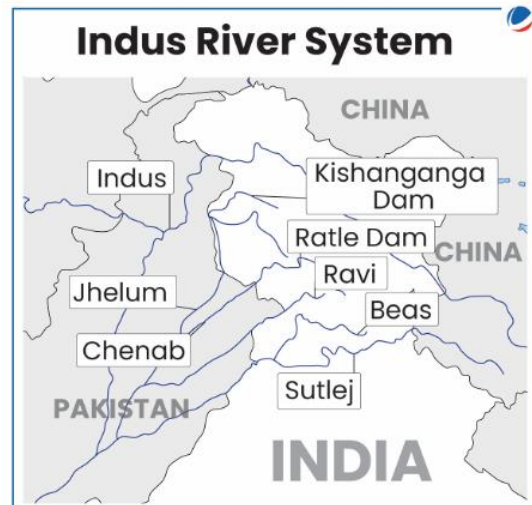 Indus River System
CHINA
Indus
Kishanganga
Dam
Ratle Dam
CHINA
Ravi
Jhelum
Beas
Chenab
Sutlej
PAKISTAN
INDIA